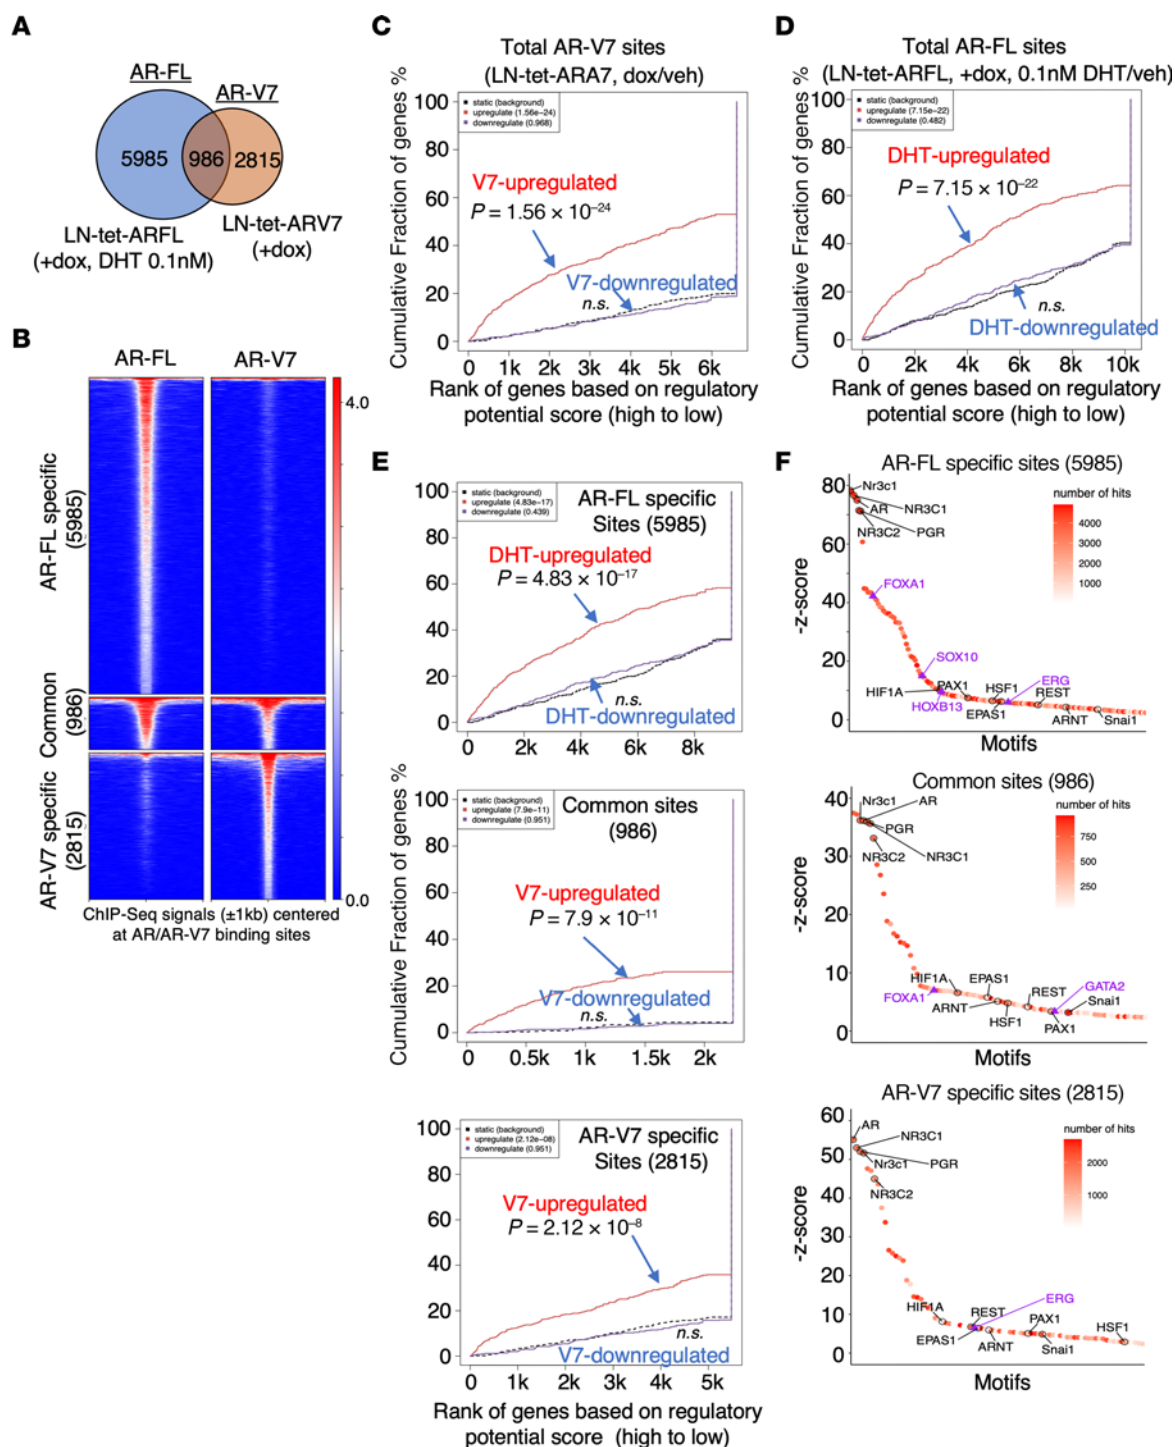 A
AR-FL
AR-V7
5985
986
2815
LN-tet-ARFL
(+dox, DHT 0.1nM)
LN-tet-ARV7
(+dox)
B
AR-FL
AR-V7
AR-FL specific
(5985)
Common
(986)
AR-V7 specific
(2815)
4.0
0.0
ChIP-Seq signals (±1kb) centered
at AR/AR-V7 binding sites
C
Total AR-V7 sites
(LN-tet-ARA7, dox/veh)
Cumulative Fraction of genes %
100
80
60
40
20
0
static (background)
upregulate (1.56e-24)
downregulate (0.968)
V7-upregulated
P = 1.56 × 10–24
V7-downregulated
n.s.
0 1k 2k 3k 4k 5k 6k
Rank of genes based on regulatory
potential score (high to low)
D
Total AR-FL sites
(LN-tet-ARFL, +dox, 0.1nM DHT/veh)
Cumulative Fraction of genes %
100
80
60
40
20
0
static (background)
upregulate (7.15e-22)
downregulate (0.482)
DHT-upregulated
P = 7.15 × 10–22
n.s.
DHT-downregulated
0 2k 4k 6k 8k 10k
Rank of genes based on regulatory
potential score (high to low)
E
Cumulative Fraction of genes %
100
80
60
40
20
0
static (background)
upregulate (4.83e-17)
downregulate (0.439)
AR-FL specific
Sites (5985)
DHT-upregulated
P = 4.83 × 10–17
n.s.
DHT-downregulated
0 2k 4k 6k 8k
100
80
60
40
20
0
static (background)
upregulate (7.9e-11)
downregulate (0.951)
Common sites
(986)
V7-upregulated
P = 7.9 × 10–11
V7-downregulated
n.s.
0 0.5k 1k 1.5k 2k
100
80
60
40
20
0
static (background)
upregulate (2.12e-08)
downregulate (0.951)
AR-V7 specific
Sites (2815)
V7-upregulated
P = 2.12 × 10–8
n.s.
V7-downregulated
0 1k 2k 3k 4k 5k
Rank of genes based on regulatory
potential score (high to low)
F
AR-FL specific sites (5985)
-z-score
80
60
40
20
0
Nr3c1
NR3C1
AR
PGR
NR3C2
FOXA1
SOX10
HIF1A
PAX1
HOXB13
HSF1
EPAS1
ERG
REST
ARNT
Snai1
number of hits
4000
3000
2000
1000
Motifs
Common sites (986)
-z-score
40
30
20
10
0
Nr3c1
AR
PGR
NR3C1
NR3C2
HIF1A
FOXA1
EPAS1
ARNT
HSF1
REST
GATA2
Snai1
PAX1
number of hits
750
500
250
Motifs
AR-V7 specific sites (2815)
-z-score
60
50
40
30
20
10
0
AR
NR3C1
Nr3c1
PGR
NR3C2
HIF1A
REST
ERG
EPAS1
ARNT
PAX1
Snai1
HSF1
number of hits
2000
1000
Motifs